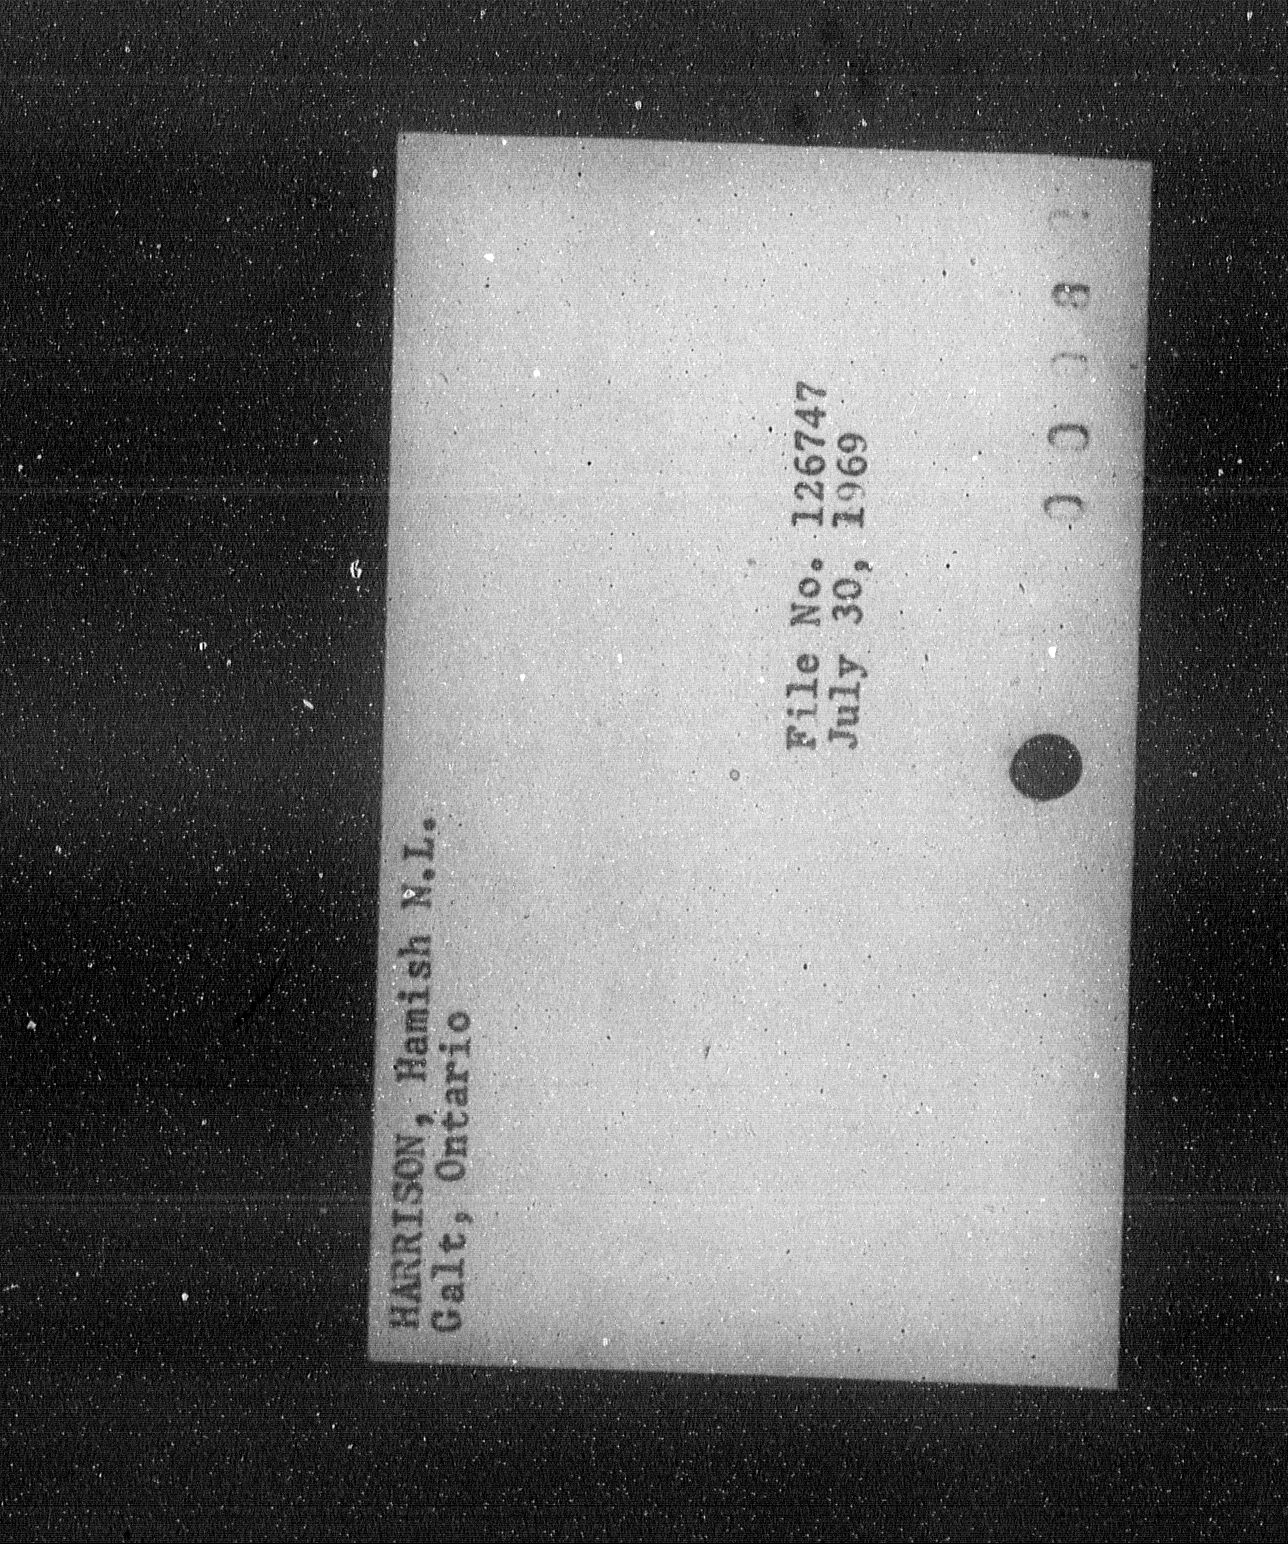 HARRISON, Hamish N.L.
Galt, Ontario
File No. 126747
July 30, 1969